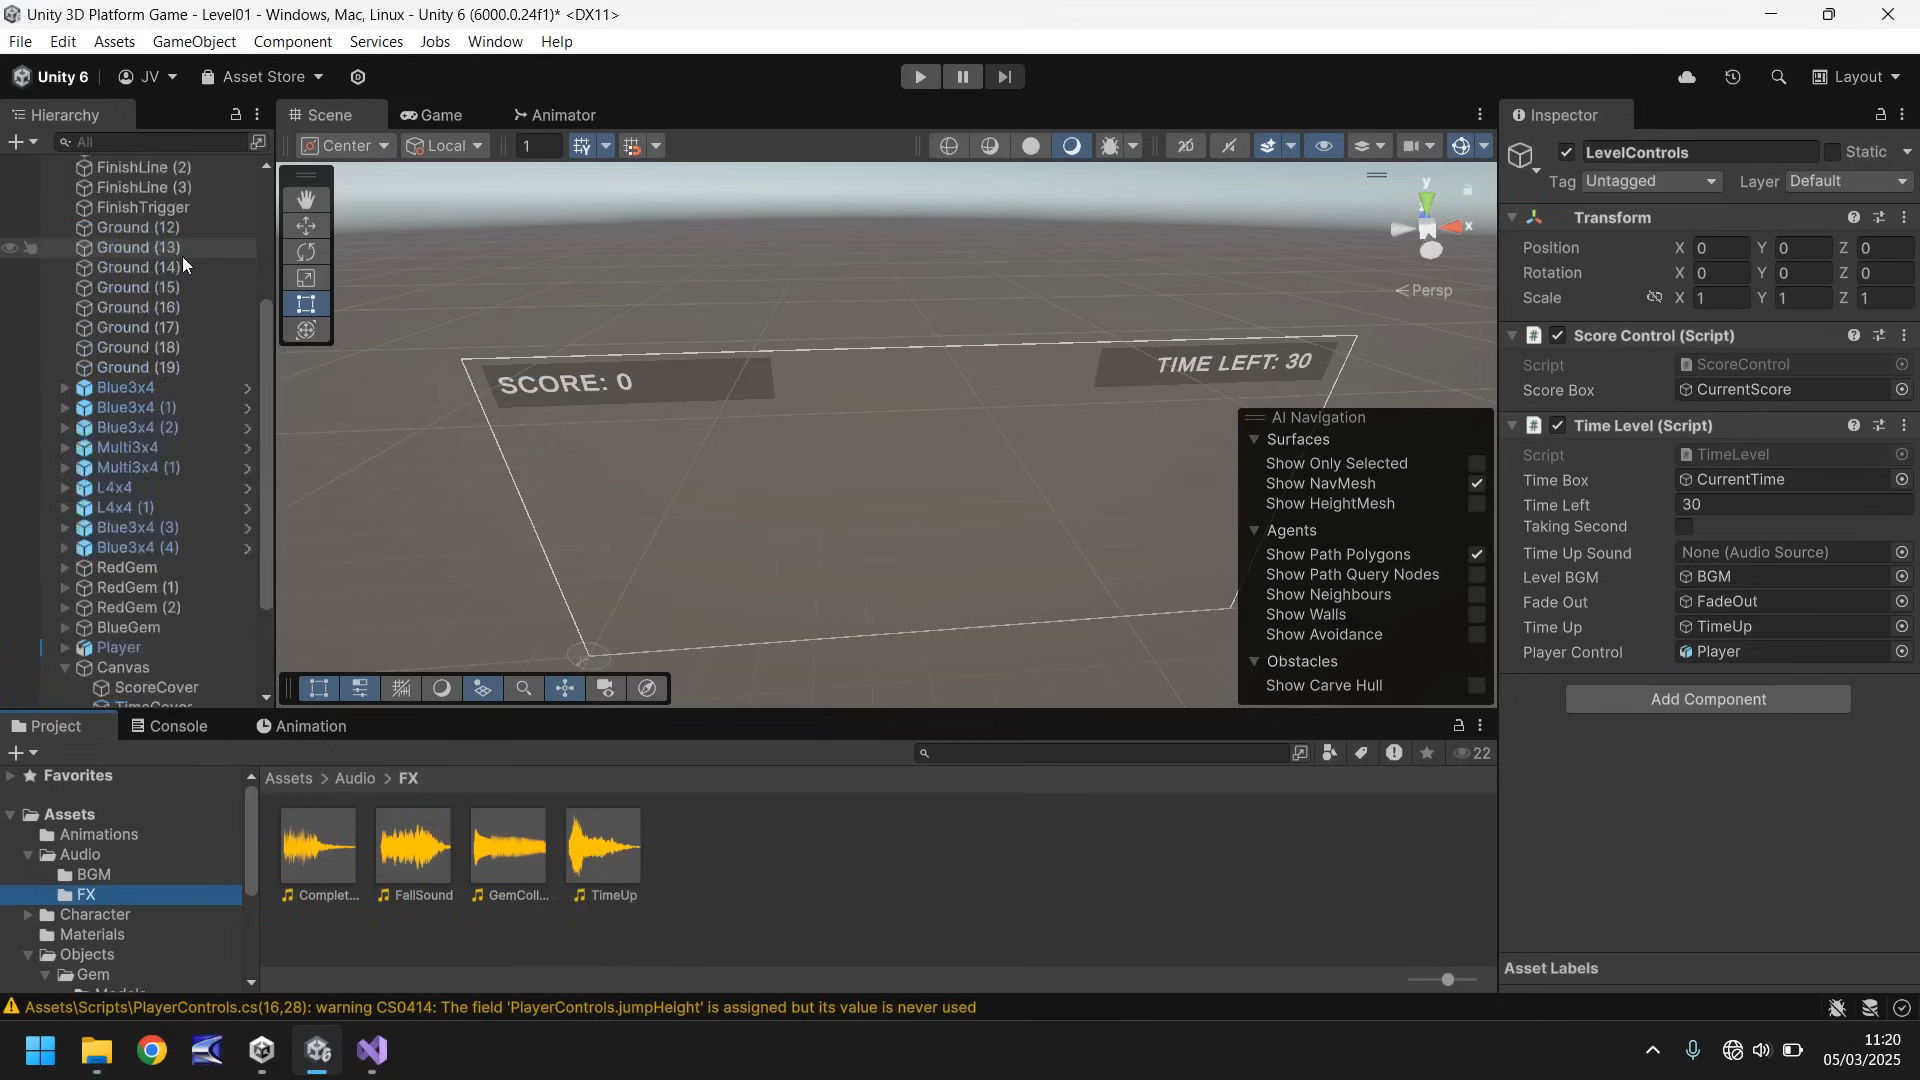 Unity 3D Platform Game - Level01 - Windows, Mac, Linux - Unity 6 (6000.0.24f1)* <DX11>
File Edit Assets GameObject Component Services Jobs Window Help
Unity 6 JV Asset Store Layout
Hierarchy Scene Game Animator Inspector
All Center Local 1
LevelControls Static
Tag Untagged Layer Default
FinishLine (2)
FinishLine (3)
FinishTrigger
Ground (12)
Ground (13)
Ground (14)
Ground (15)
Ground (16)
Ground (17)
Ground (18)
Ground (19)
Blue3x4
Blue3x4 (1)
Blue3x4 (2)
Multi3x4
Multi3x4 (1)
L4x4
L4x4 (1)
Blue3x4 (3)
Blue3x4 (4)
RedGem
RedGem (1)
RedGem (2)
BlueGem
Player
Canvas
ScoreCover
TimeCover
y
x
Persp
SCORE: 0
TIME LEFT: 30
AI Navigation
Surfaces
Show Only Selected
Show NavMesh
Show HeightMesh
Agents
Show Path Polygons
Show Path Query Nodes
Show Neighbours
Show Walls
Show Avoidance
Obstacles
Show Carve Hull
Transform
Position X 0 Y 0 Z 0
Rotation X 0 Y 0 Z 0
Scale X 1 Y 1 Z 1
Score Control (Script)
Script ScoreControl
Score Box CurrentScore
Time Level (Script)
Script TimeLevel
Time Box CurrentTime
Time Left 30
Taking Second
Time Up Sound None (Audio Source)
Level BGM BGM
Fade Out FadeOut
Time Up TimeUp
Player Control Player
Add Component
Asset Labels
Project Console Animation
22
Favorites
Assets
Animations
Audio
BGM
FX
Character
Materials
Objects
Gem
Assets > Audio > FX
Complet... FallSound GemColl... TimeUp
Assets\Scripts\PlayerControls.cs(16,28): warning CS0414: The field 'PlayerControls.jumpHeight' is assigned but its value is never used
11:20
05/03/2025